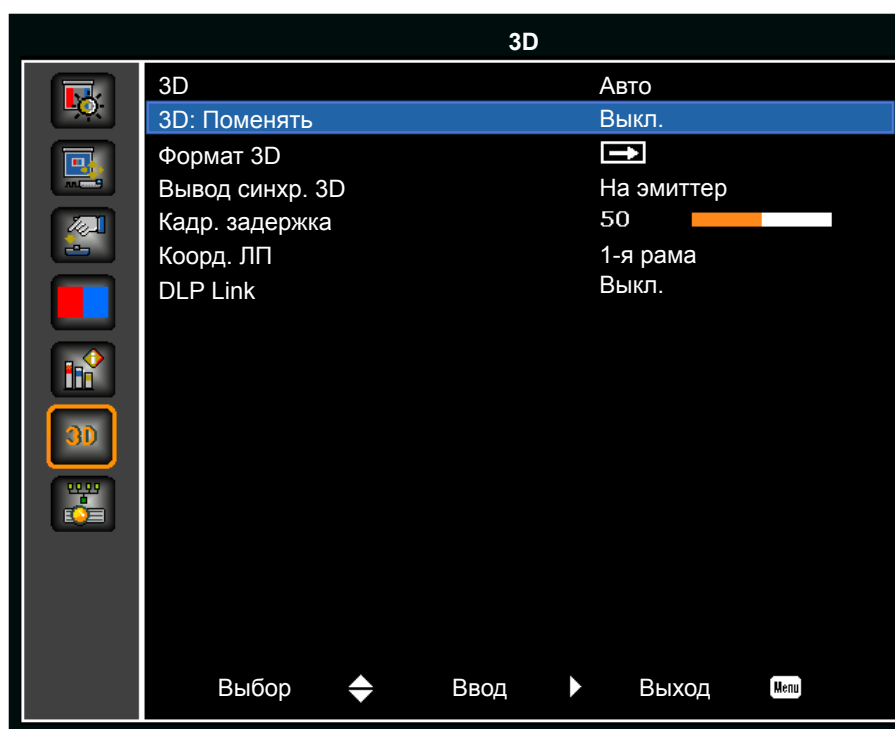 3D
3D Авто
3D: Поменять Выкл.
Формат 3D
Вывод синхр. 3D На эмиттер
Кадр. задержка 50
Коорд. ЛП 1-я рама
DLP Link Выкл.
3D
Выбор Ввод Выход Menu